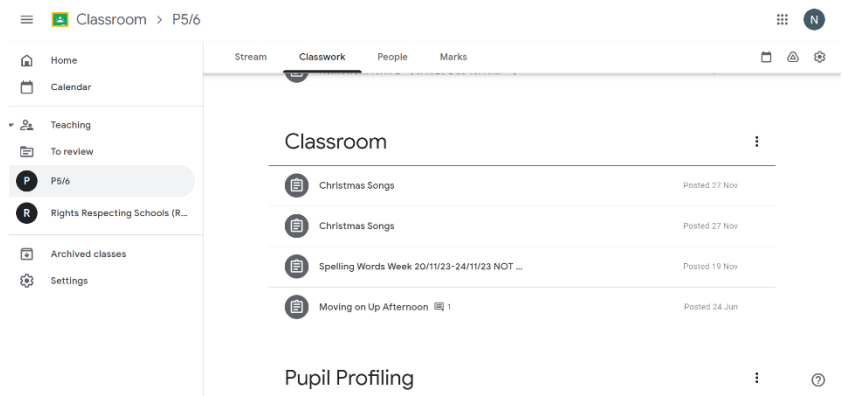 Classroom > P5/6
N
Home
Calendar
Teaching
To review
P P5/6
R Rights Respecting Schools (R...
Archived classes
Settings
Stream Classwork People Marks
Classroom
Christmas Songs Posted 27 Nov
Christmas Songs Posted 27 Nov
Spelling Words Week 20/11/23-24/11/23 NOT ... Posted 19 Nov
Moving on Up Afternoon 1 Posted 24 Jun
Pupil Profiling